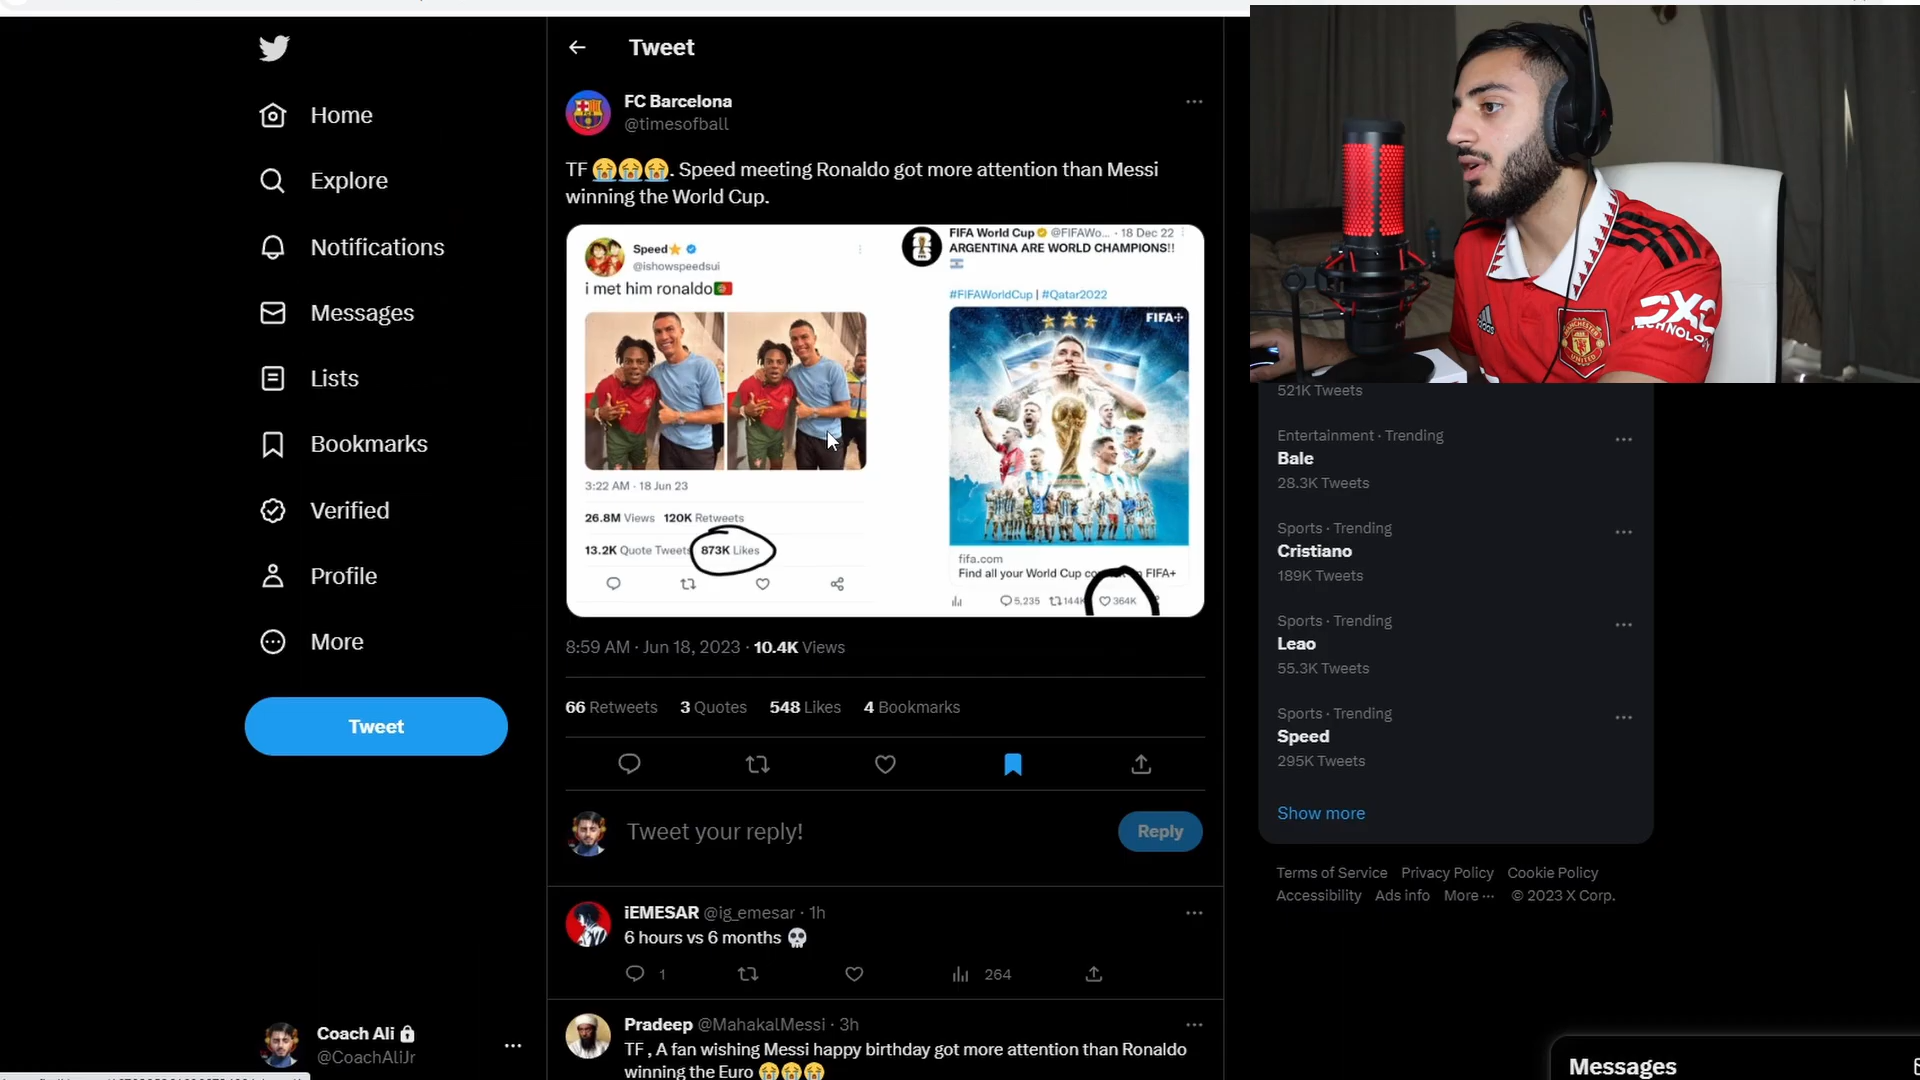 Tweet
Home
Explore
Notifications
Messages
Lists
Bookmarks
Verified
Profile
More
Tweet
Coach Ali
@CoachAliJr
FC Barcelona
@timesofball
TF 😭😭😭. Speed meeting Ronaldo got more attention than Messi
winning the World Cup.
Speed⭐
@ishowspeedsui
i met him ronaldo🇵🇹
3:22 AM · 18 Jun 23
26.8M Views 120K Retweets
13.2K Quote Tweets 873K Likes
FIFA World Cup @FIFAWo... · 18 Dec 22
ARGENTINA ARE WORLD CHAMPIONS!!
🇦🇷
#FIFAWorldCup | #Qatar2022
FIFA+
fifa.com
Find all your World Cup FIFA+
5,235 144K 364K
8:59 AM · Jun 18, 2023 · 10.4K Views
66 Retweets 3 Quotes 548 Likes 4 Bookmarks
Tweet your reply!
Reply
iEMESAR @ig_emesar · 1h
6 hours vs 6 months 💀
1 264
Pradeep @MahakalMessi · 3h
TF , A fan wishing Messi happy birthday got more attention than Ronaldo
winning the Euro 😭😭😭
adidas
MANCHESTER
UNITED
DXC
TECHNOLO
521K Tweets
Entertainment · Trending
Bale
28.3K Tweets
Sports · Trending
Cristiano
189K Tweets
Sports · Trending
Leao
55.3K Tweets
Sports · Trending
Speed
295K Tweets
Show more
Terms of Service Privacy Policy Cookie Policy
Accessibility Ads info More ··· © 2023 X Corp.
Messages